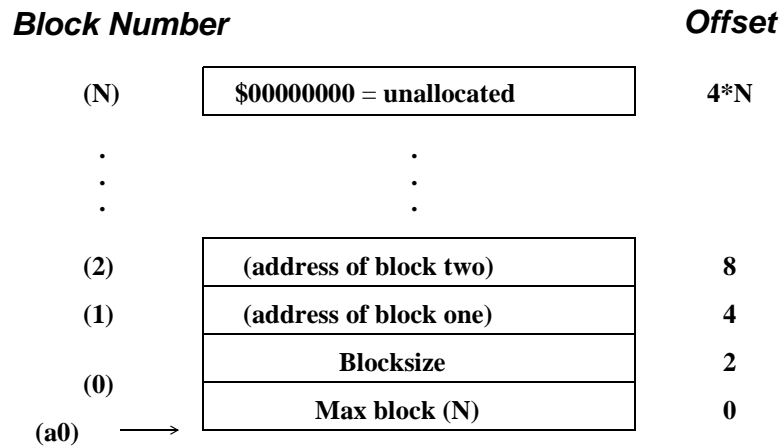 Block Number Offset
(N) $00000000 = unallocated 4*N
. .
. .
. .
(2) (address of block two) 8
(1) (address of block one) 4
Blocksize 2
(0)
Max block (N) 0
(a0)